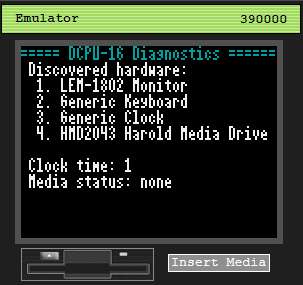 Emulator 390000
===== DCPU-16 Diagnostics ======
Discovered hardware:
1. LEM-1802 Monitor
2. Generic Keyboard
3. Generic Clock
4. HMD2043 Harold Media Drive
Clock time: 1
Media status: none
Insert Media